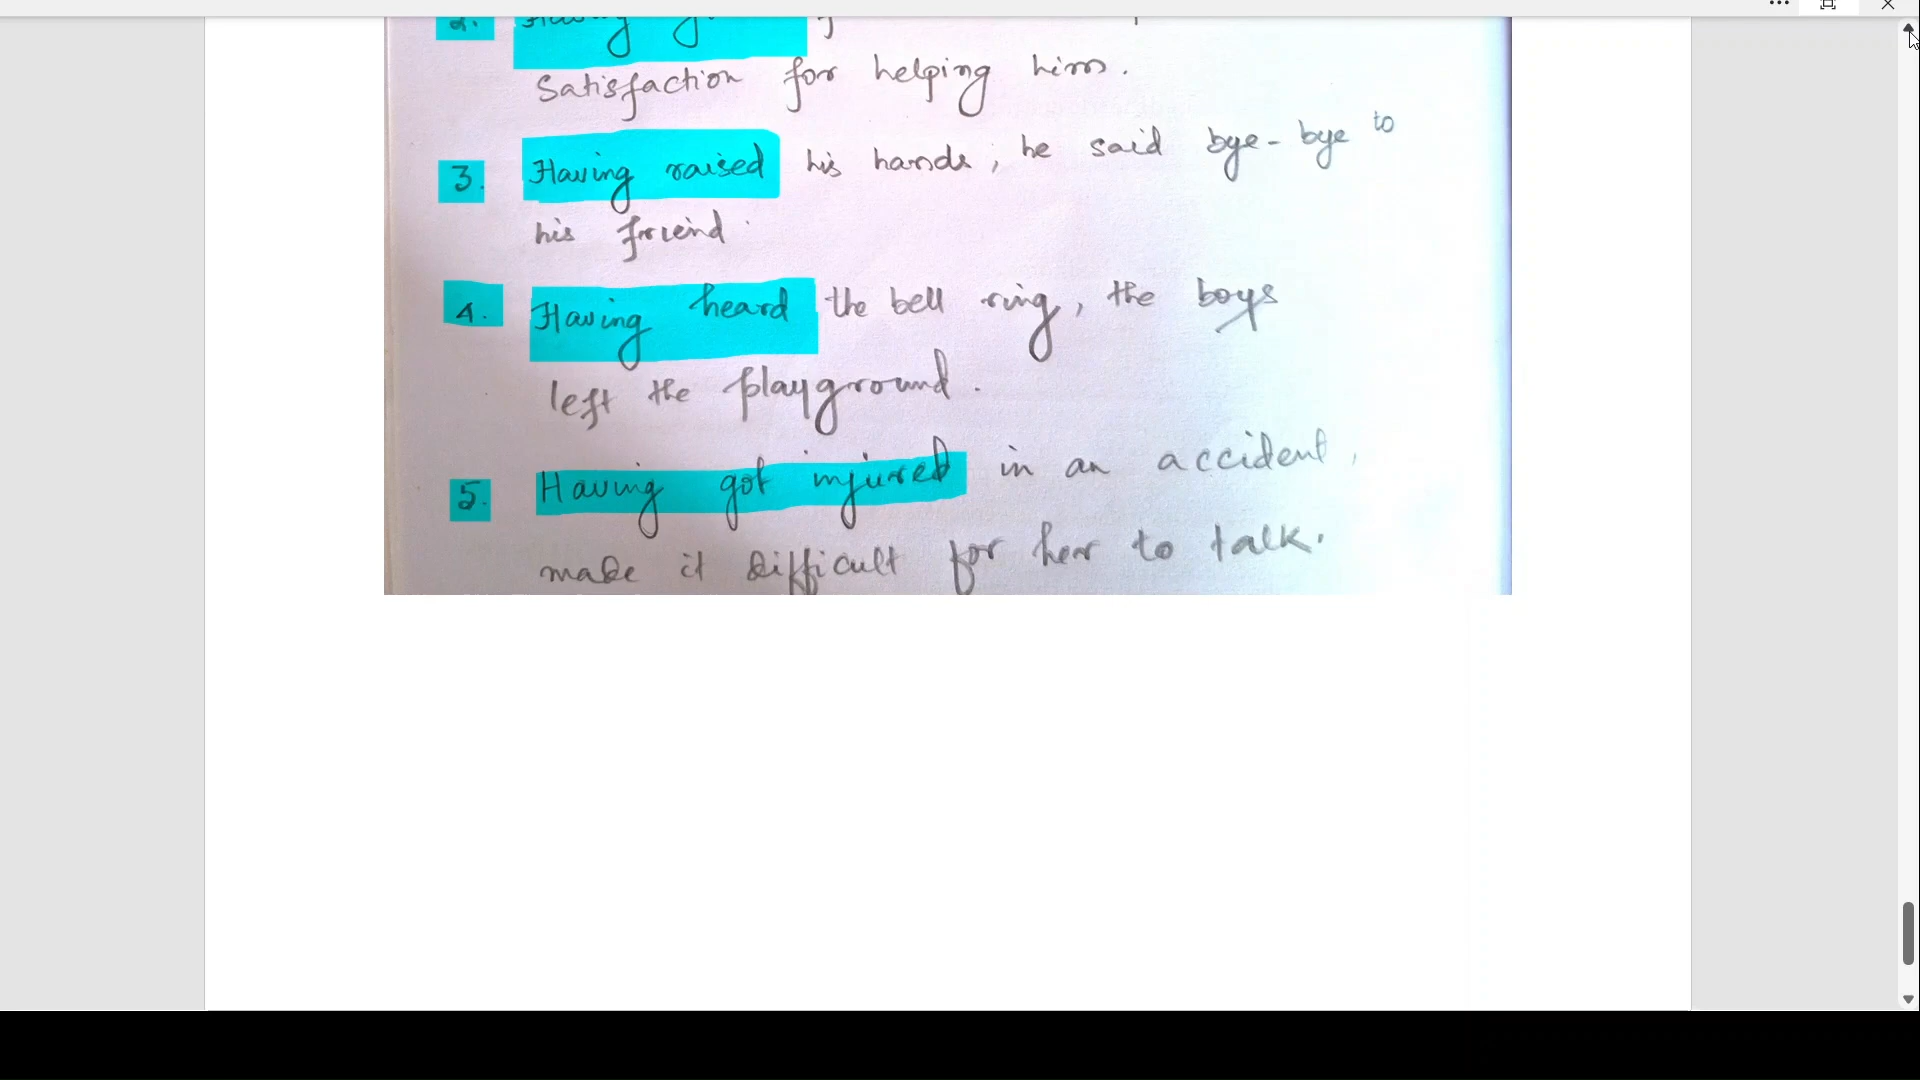 2. Having
Satisfaction for helping him.
3. Having raised his hands, he said bye-bye to
his friend.
4. Having heard the bell ring, the boys
left the playground.
5. Having got injured in an accident,
make it difficult for her to talk.